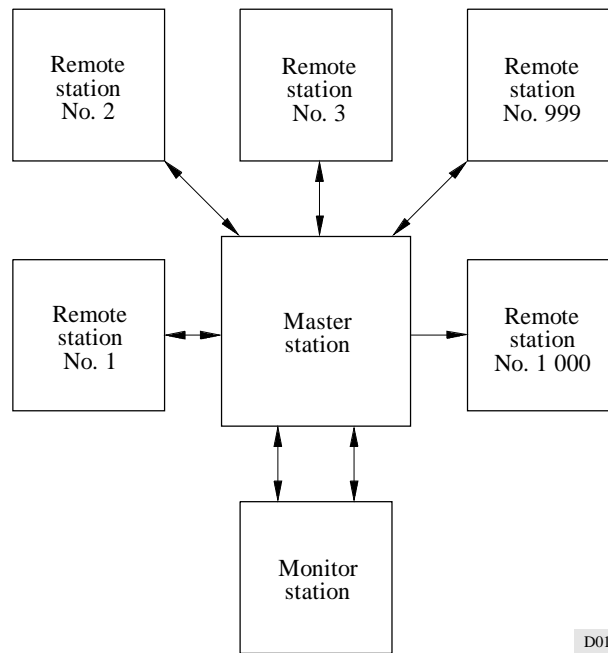 Remote
station
No. 2
Remote
station
No. 3
Remote
station
No. 999
Remote
station
No. 1
Master
station
Remote
station
No. 1 000
Monitor
station
D01